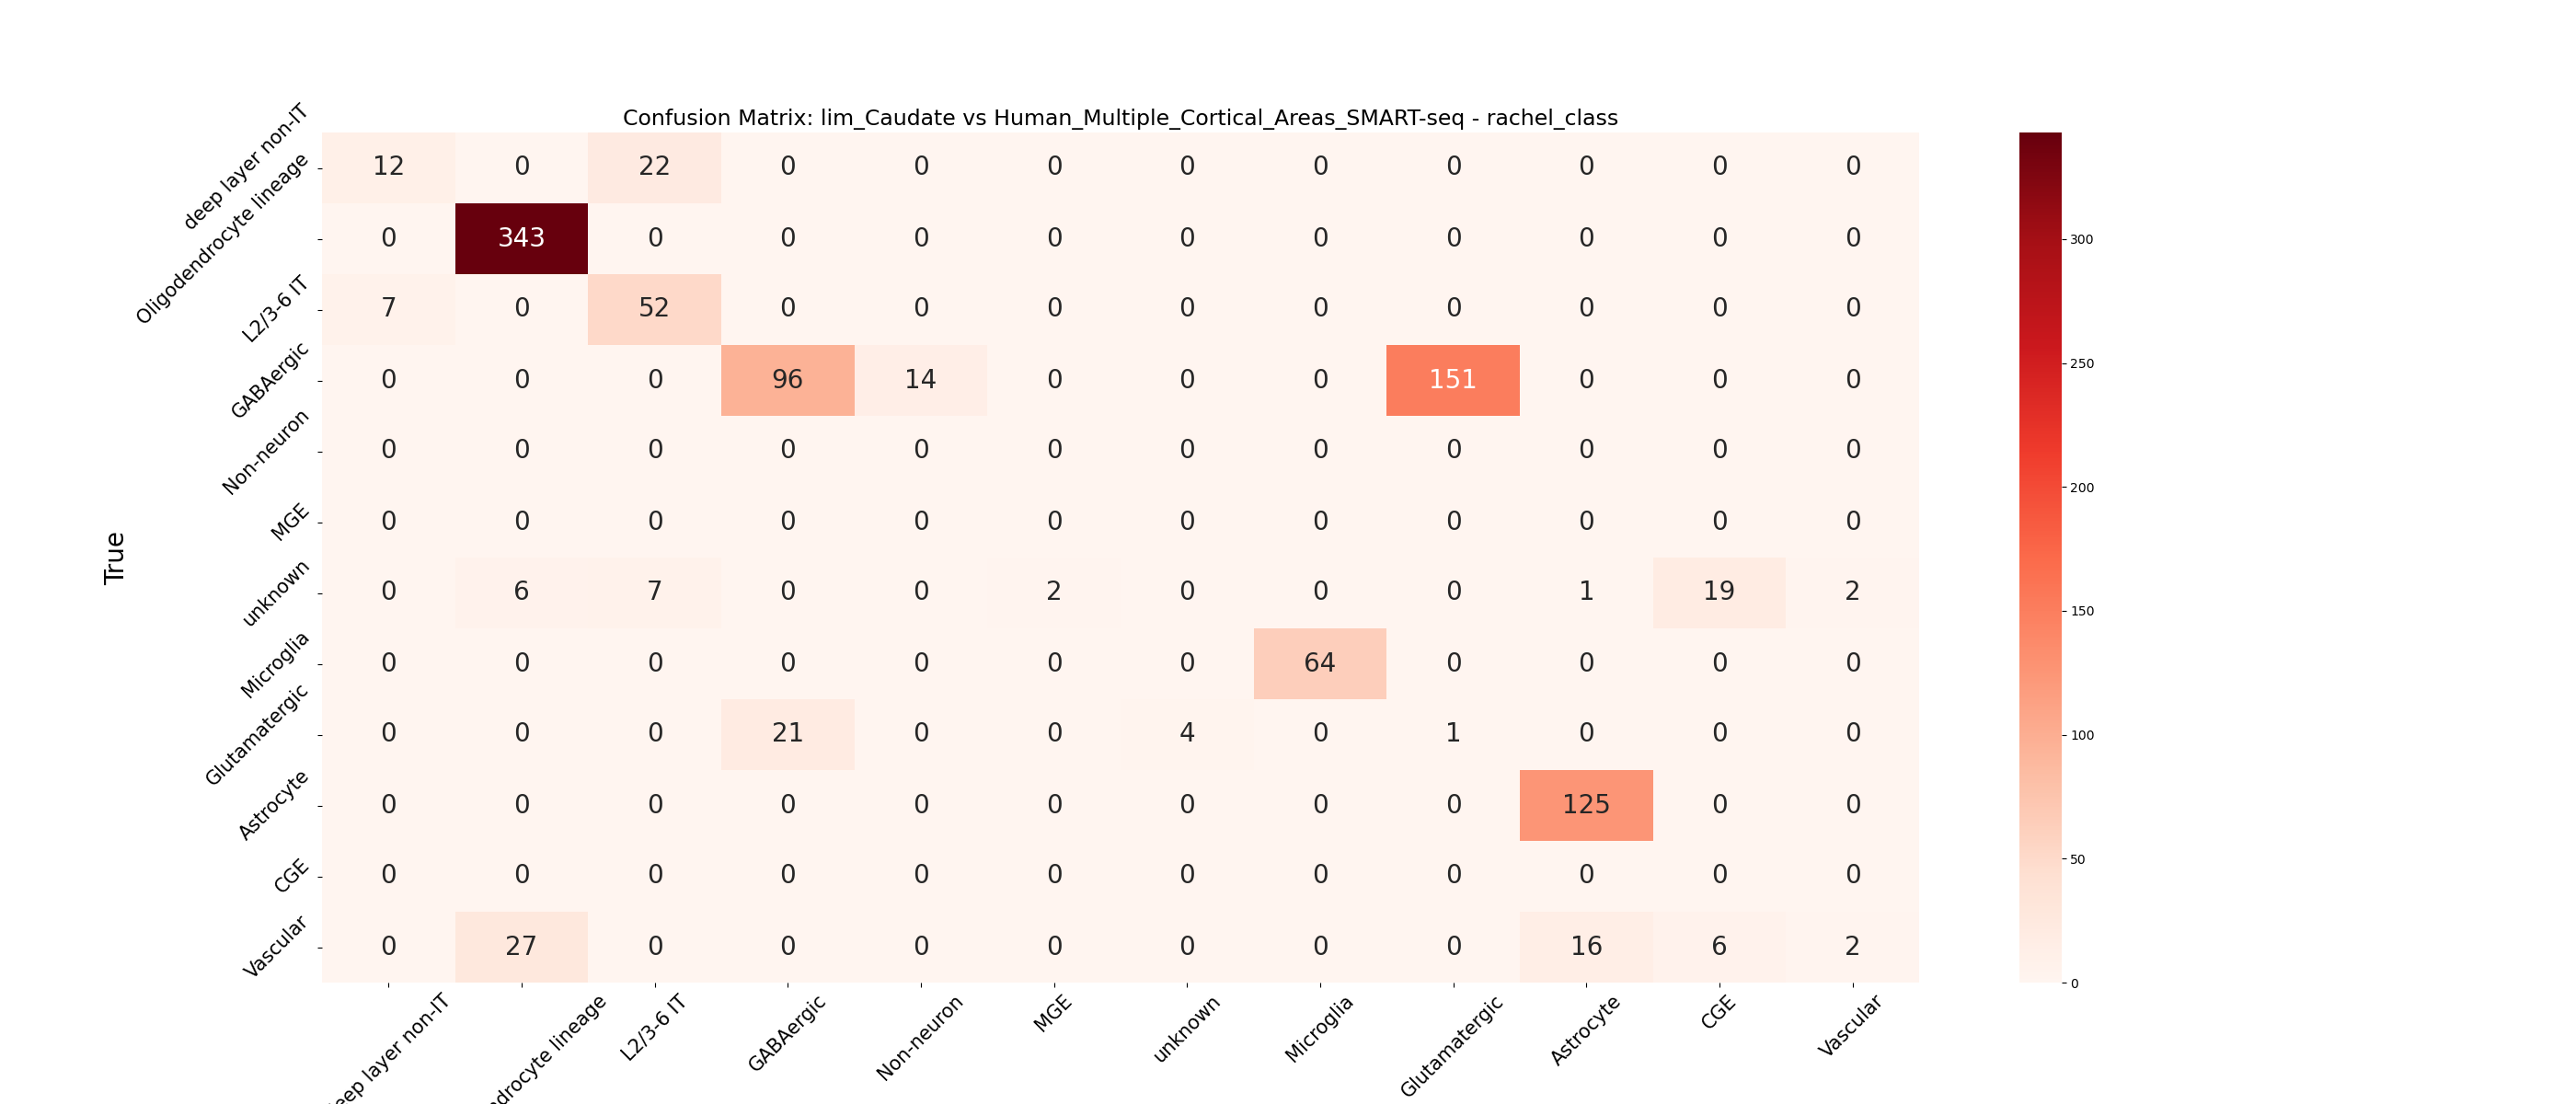 Confusion Matrix: lim_Caudate vs Human_Multiple_Cortical_Areas_SMART-seq - rachel_class
deep layer non-IT 12 0 22 0 0 0 0 0 0 0 0 0
Oligodendrocyte lineage 0 343 0 0 0 0 0 0 0 0 0 0
L2/3-6 IT 7 0 52 0 0 0 0 0 0 0 0 0
GABAergic 0 0 0 96 14 0 0 0 151 0 0 0
Non-neuron 0 0 0 0 0 0 0 0 0 0 0 0
MGE 0 0 0 0 0 0 0 0 0 0 0 0
unknown 0 6 7 0 0 2 0 0 0 1 19 2
Microglia 0 0 0 0 0 0 0 64 0 0 0 0
Glutamatergic 0 0 0 21 0 0 4 0 1 0 0 0
Astrocyte 0 0 0 0 0 0 0 0 0 125 0 0
CGE 0 0 0 0 0 0 0 0 0 0 0 0
Vascular 0 27 0 0 0 0 0 0 0 16 6 2
True
eep layer non-IT
ndrocyte lineage
L2/3-6 IT
GABAergic
Non-neuron
MGE
unknown
Microglia
Glutamatergic
Astrocyte
CGE
Vascular
300
250
200
150
100
50
0